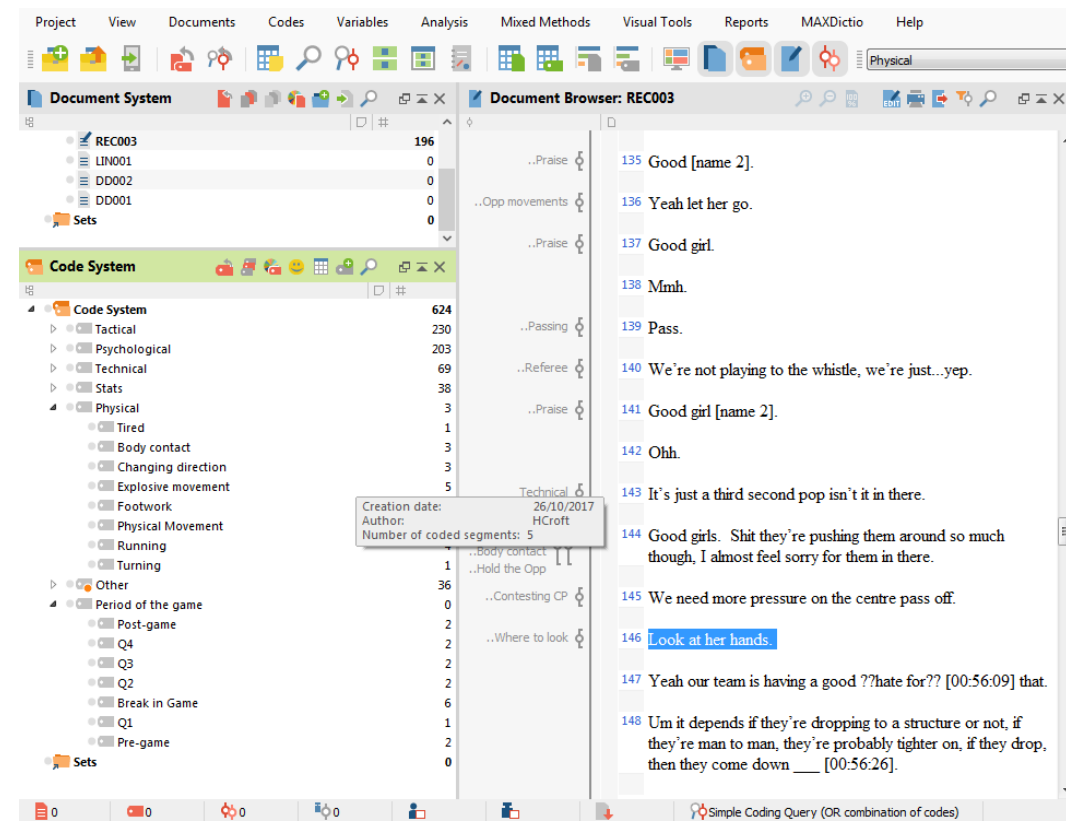 Project View Documents Codes Variables Analysis Mixed Methods Visual Tools Reports MAXDictio Help
Physical
Document System
#
REC003 196
LIN001 0
DD002 0
DD001 0
Sets 0
Code System
#
Code System 624
Tactical 230
Psychological 203
Technical 69
Stats 38
Physical 3
Tired 1
Body contact 3
Changing direction 3
Explosive movement 5
Footwork
Physical Movement
Running 4
Turning 1
Other 36
Period of the game 0
Post-game 2
Q4 2
Q3 2
Q2 2
Break in Game 6
Q1 1
Pre-game 2
Sets 0
Creation date: 26/10/2017
Author: HCroft
Number of coded segments: 5
Document Browser: REC003
EDIT
..Praise 135 Good [name 2].
..Opp movements 136 Yeah let her go.
..Praise 137 Good girl.
138 Mmh.
..Passing 139 Pass.
..Referee 140 We're not playing to the whistle, we're just...yep.
..Praise 141 Good girl [name 2].
142 Ohh.
Technical 143 It's just a third second pop isn't it in there.
144 Good girls. Shit they're pushing them around so much
..Body contact though, I almost feel sorry for them in there.
..Hold the Opp
..Contesting CP 145 We need more pressure on the centre pass off.
..Where to look 146 Look at her hands.
147 Yeah our team is having a good ??hate for?? [00:56:09] that.
148 Um it depends if they're dropping to a structure or not, if
they're man to man, they're probably tighter on, if they drop,
then they come down ___ [00:56:26].
0 0 0 0 Simple Coding Query (OR combination of codes)